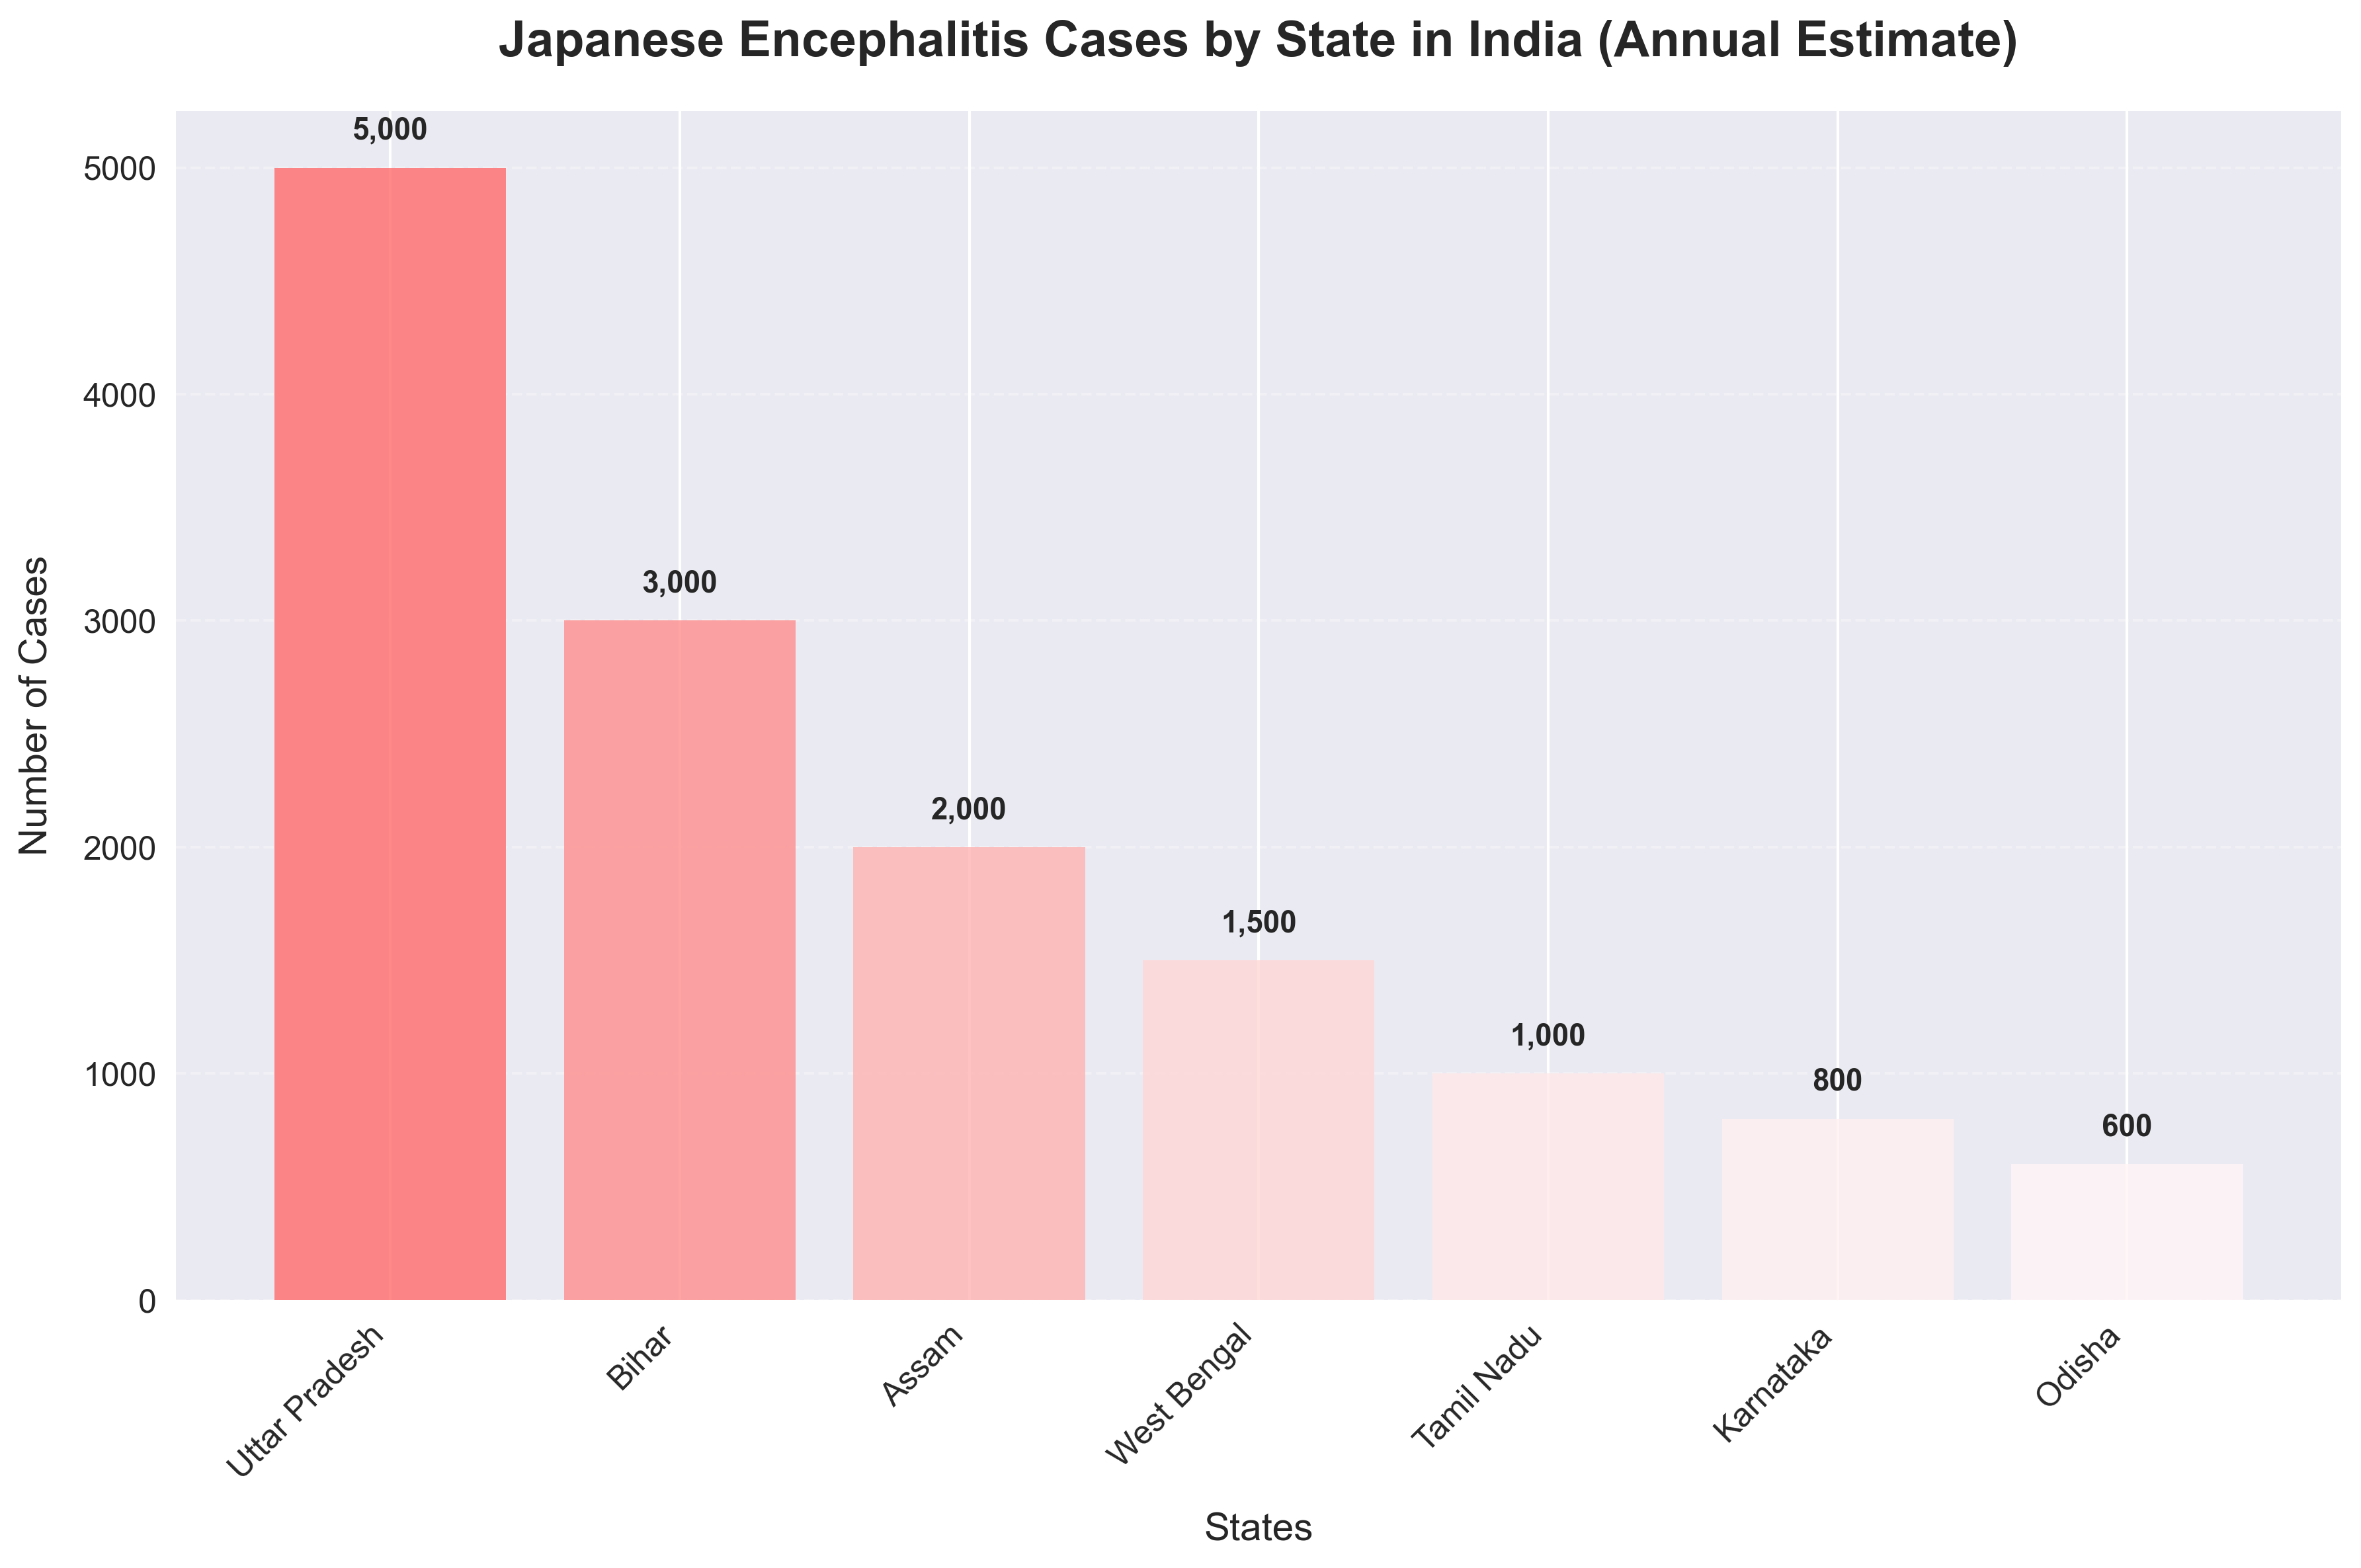 Japanese Encephalitis Cases by State in India (Annual Estimate)
Number of Cases
5000
4000
3000
2000
1000
0
5,000
3,000
2,000
1,500
1,000
800
600
Uttar Pradesh
Bihar
Assam
West Bengal
Tamil Nadu
Karnataka
Odisha
States